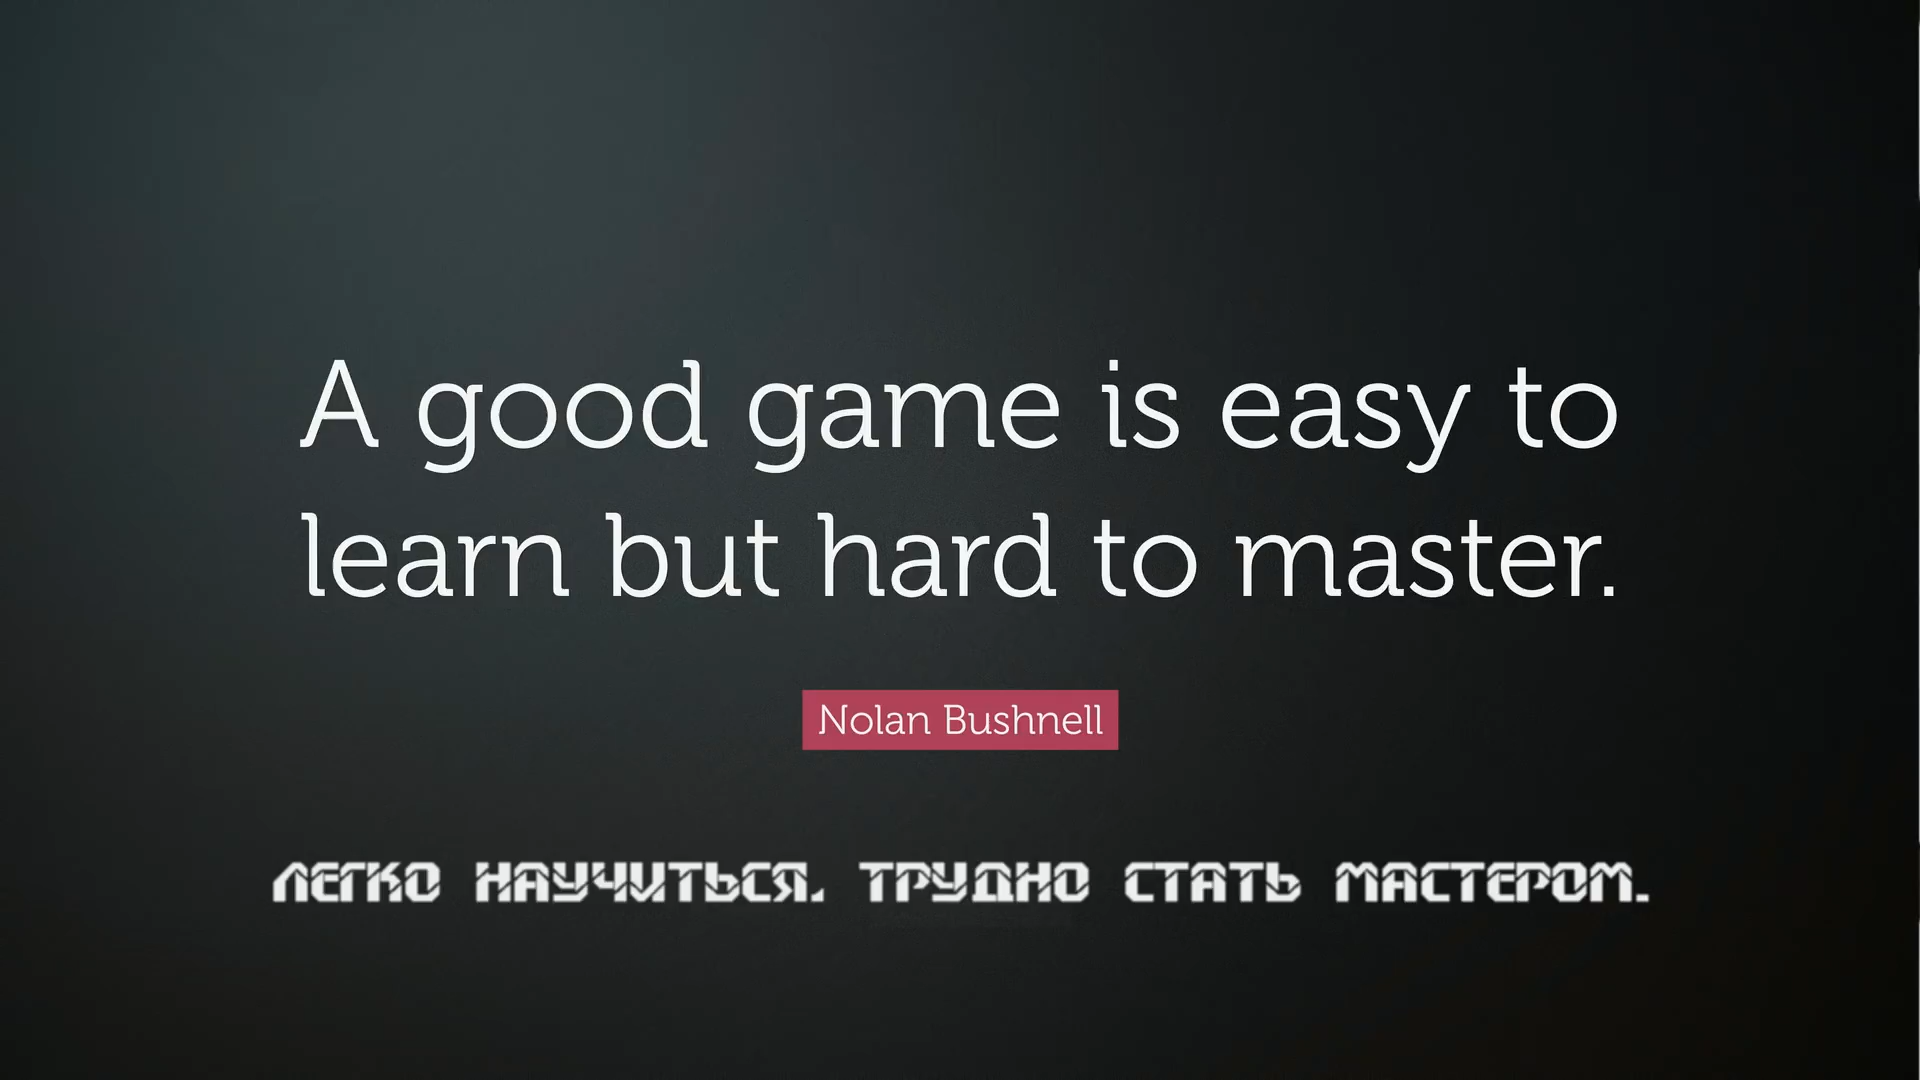 A good game is easy to
learn but hard to master.
Nolan Bushnell
ЛЕГКО НАУЧИТЬСЯ. ТРУДНО СТАТЬ МАСТЕРОМ.